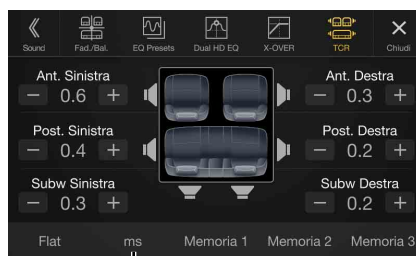 Sound Fad./Bal. EQ Presets Dual HD EQ X-OVER TCR Chiudi
Ant. Sinistra Ant. Destra
− 0.6 + − 0.3 +
Post. Sinistra Post. Destra
− 0.4 + − 0.2 +
Subw Sinistra Subw Destra
− 0.3 + − 0.2 +
Flat ms Memoria 1 Memoria 2 Memoria 3